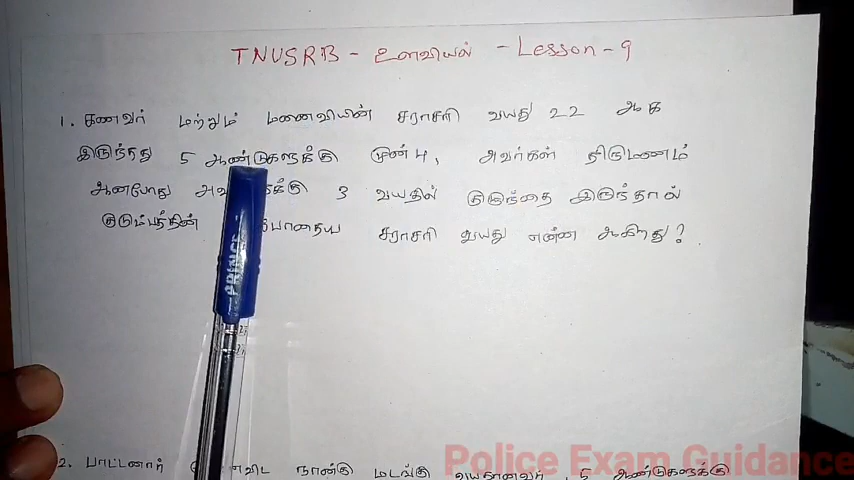 TNUSRB - உளவியல் - Lesson - 9
1. கணவர் மற்றும் மனைவியின் சராசரி வயது 22 ஆக
இருந்தது 5 ஆண்டுகளுக்கு முன்பு, அவர்கள் திருமணம்
ஆனபோது 3 வயதில் குழந்தை இருந்தால்
குடும்பத்தின் சராசரி வயது என்ன ஆகிறது?
2. பாட்டனார் நான்கு மடங்கு வயதானவர், 5 ஆண்டுகளுக்கு
Police Exam Guidance